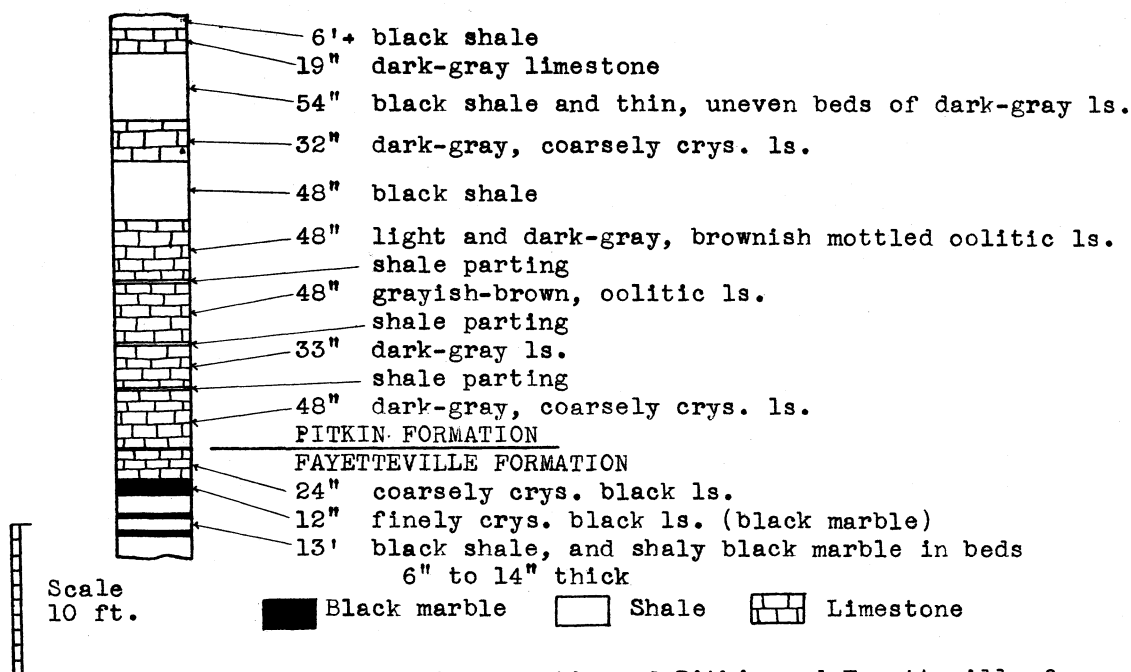 6'+ black shale
19" dark-gray limestone
54" black shale and thin, uneven beds of dark-gray ls.
32" dark-gray, coarsely crys. ls.
48" black shale
48" light and dark-gray, brownish mottled oolitic ls.
shale parting
48" grayish-brown, oolitic ls.
shale parting
33" dark-gray ls.
shale parting
48" dark-gray, coarsely crys. ls.
PITKIN FORMATION
FAYETTEVILLE FORMATION
24" coarsely crys. black ls.
12" finely crys. black ls. (black marble)
13' black shale, and shaly black marble in beds
6" to 14" thick
Scale
10 ft.
Black marble Shale Limestone